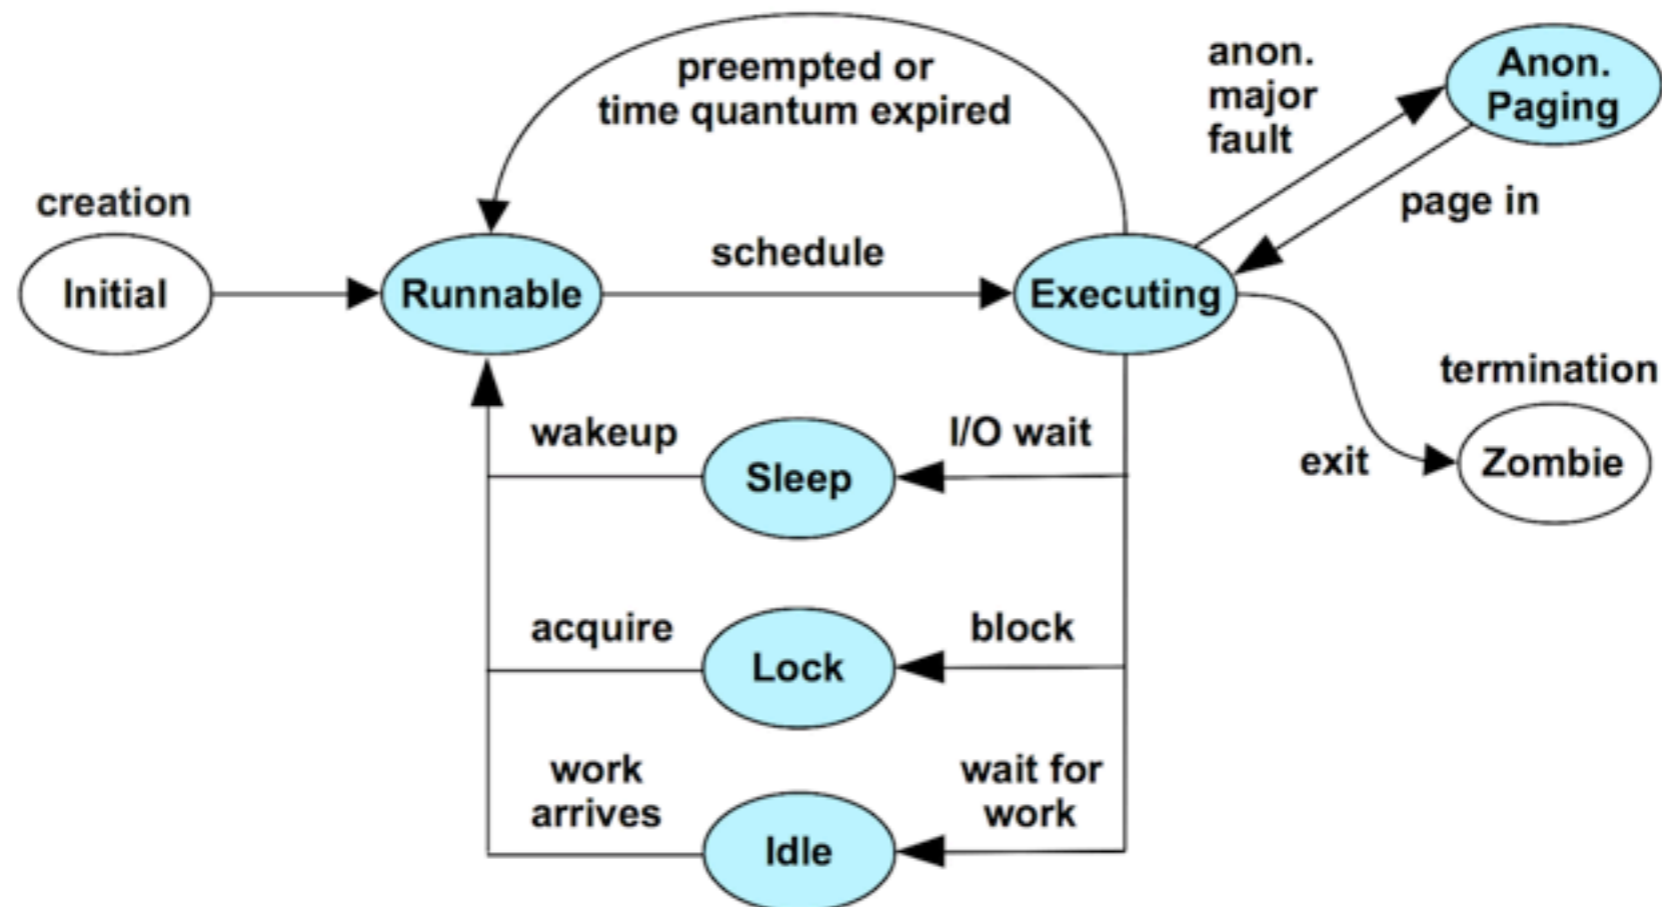 preempted or
time quantum expired
anon.
major
fault
Anon.
Paging
page in
creation
Initial
Runnable
schedule
Executing
termination
Zombie
exit
wakeup
Sleep
I/O wait
acquire
Lock
block
work
arrives
Idle
wait for
work